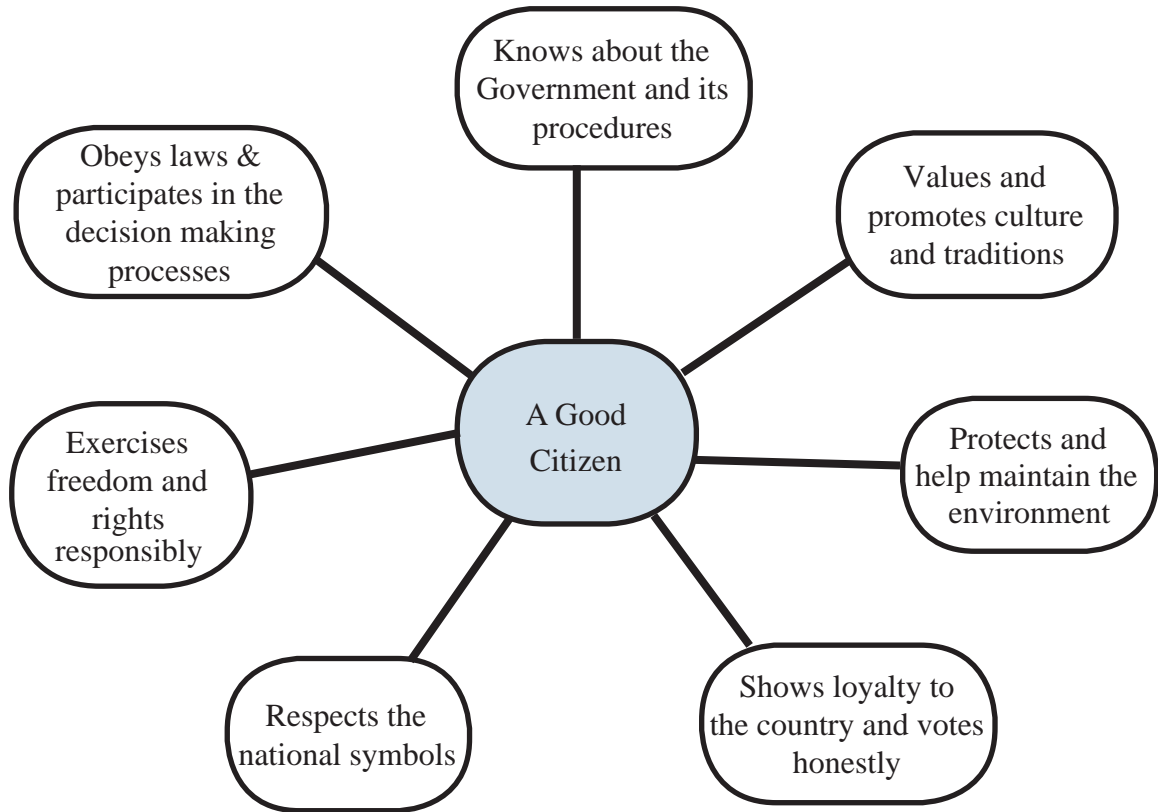 Knows about the
Government and its
procedures
Obeys laws &
participates in the
decision making
processes
Values and
promotes culture
and traditions
A Good
Citizen
Exercises
freedom and
rights
responsibly
Protects and
help maintain the
environment
Respects the
national symbols
Shows loyalty to
the country and votes
honestly